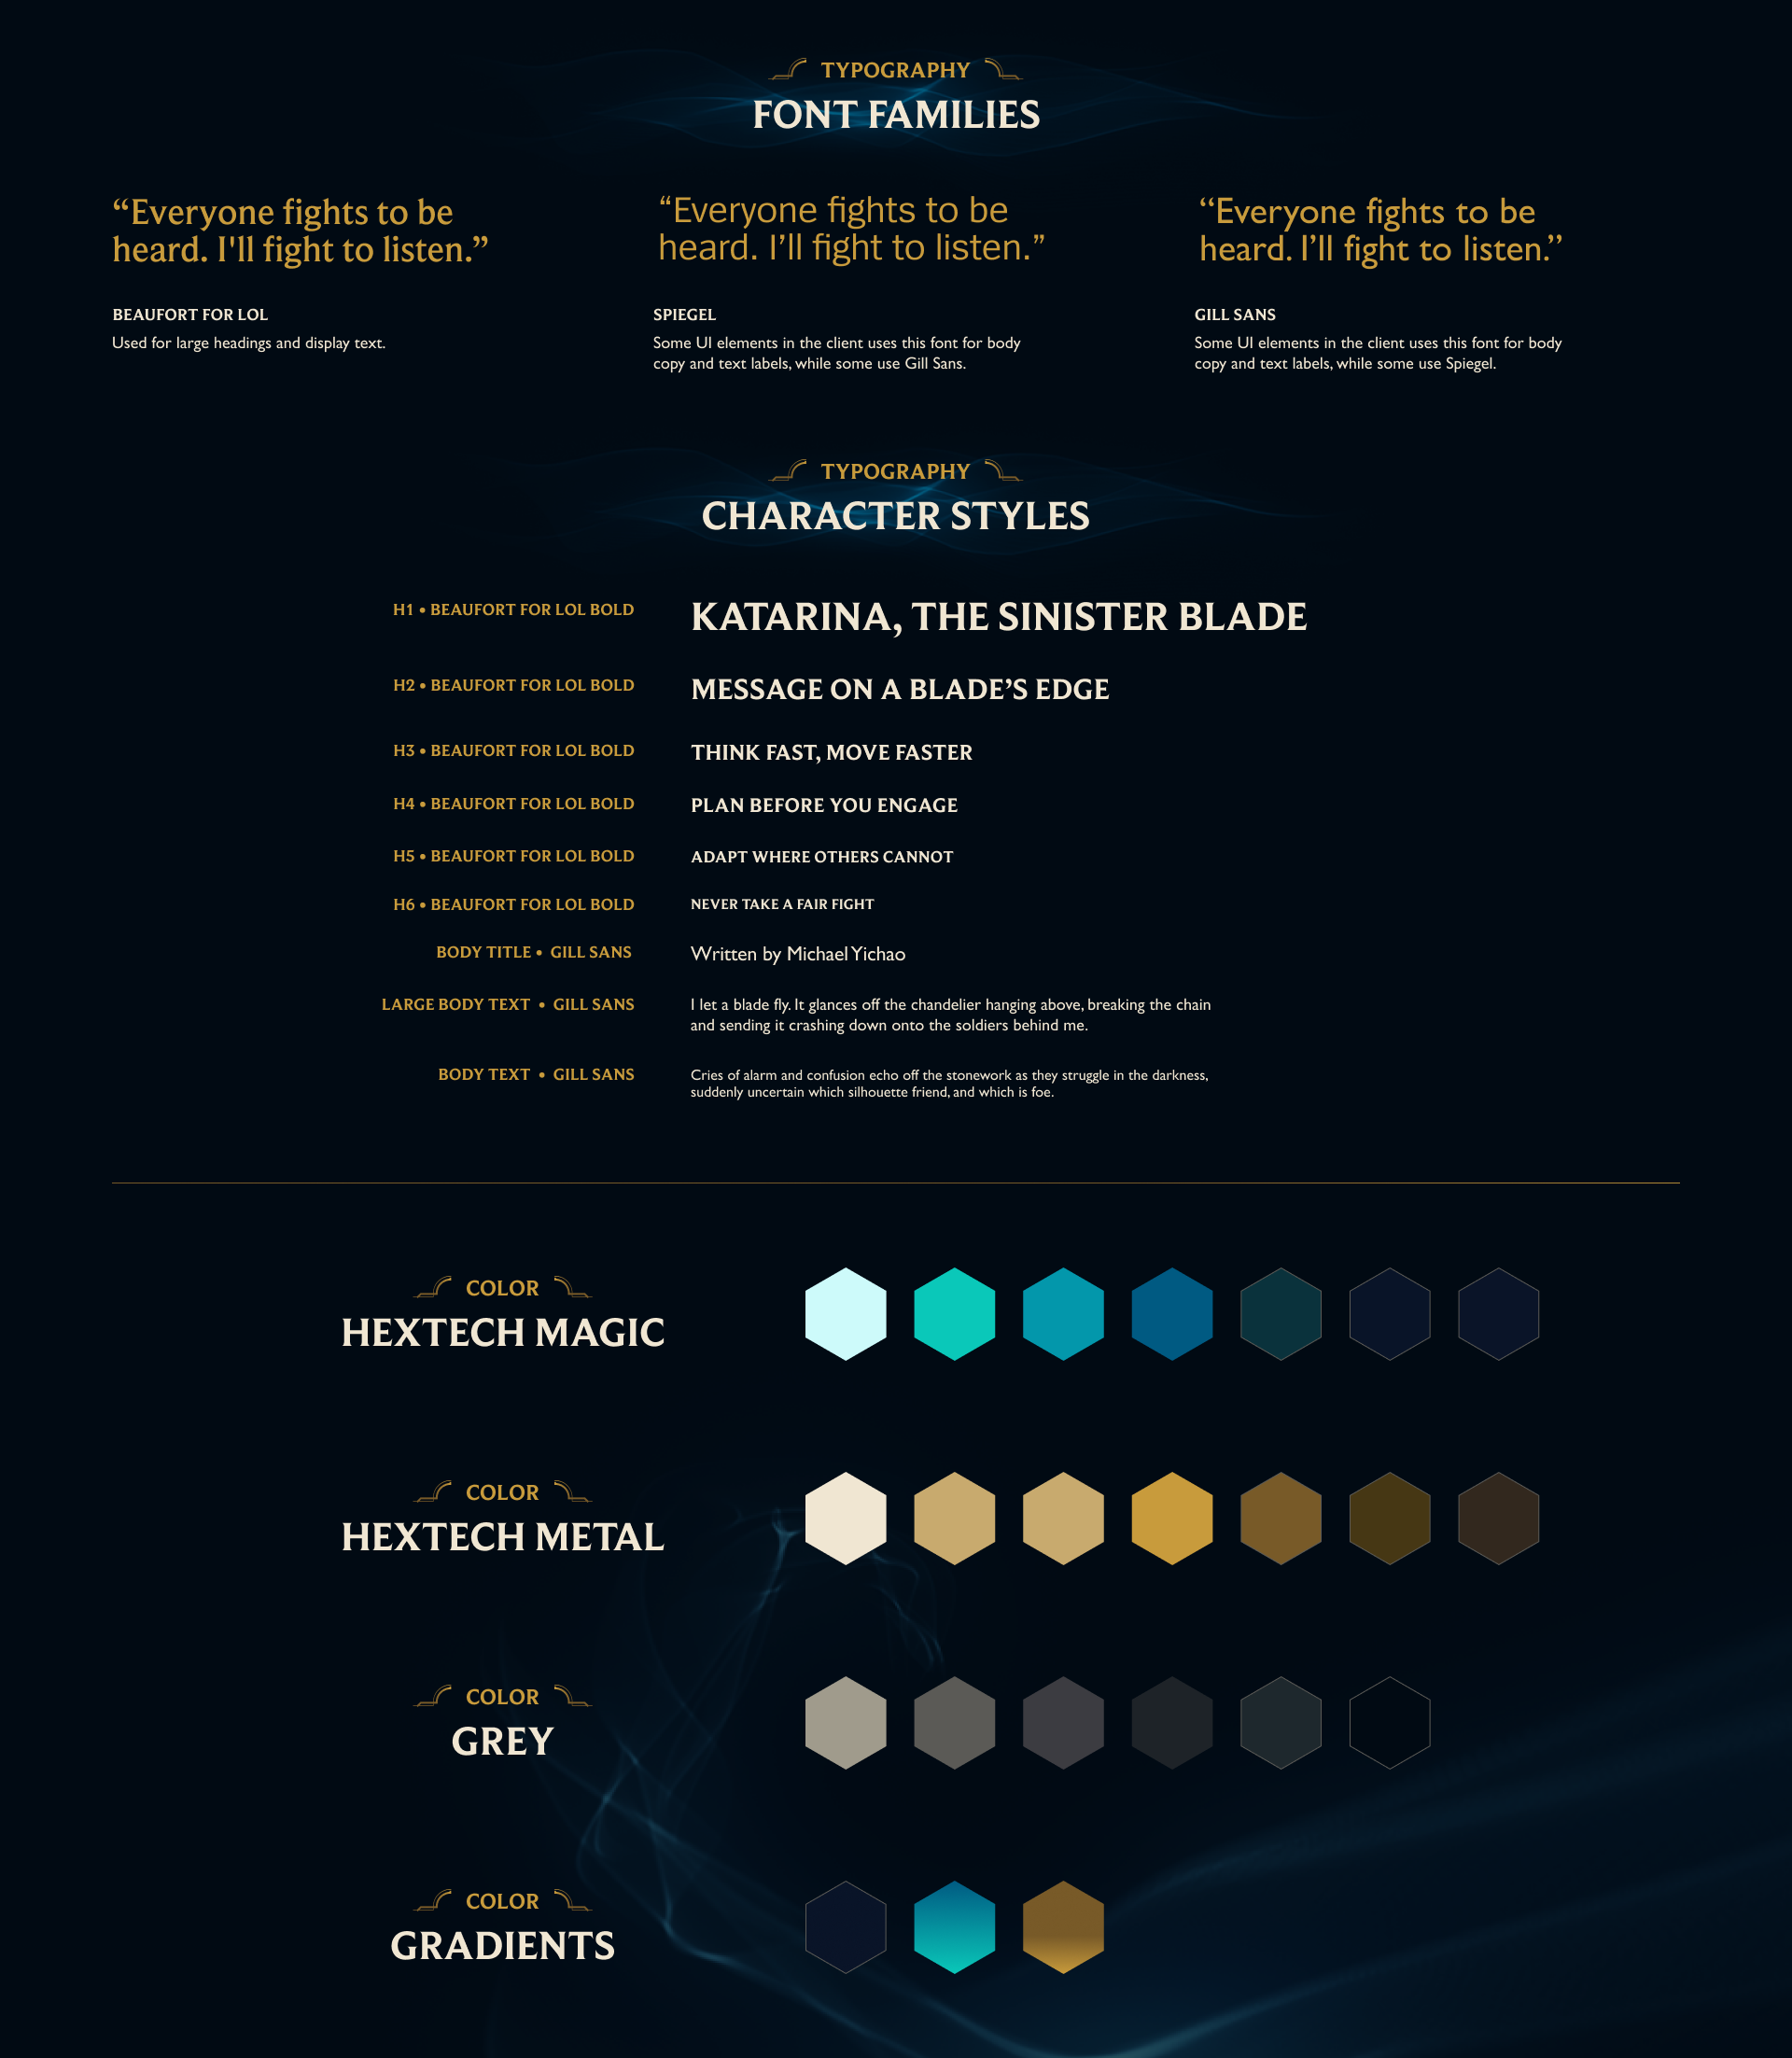 TYPOGRAPHY
FONT FAMILIES
“Everyone fights to be
heard. I'll fight to listen.”
BEAUFORT FOR LOL
Used for large headings and display text.
“Everyone fights to be
heard. I’ll fight to listen.”
SPIEGEL
Some UI elements in the client uses this font for body
copy and text labels, while some use Gill Sans.
“Everyone fights to be
heard. I’ll fight to listen.”
GILL SANS
Some UI elements in the client uses this font for body
copy and text labels, while some use Spiegel.
TYPOGRAPHY
CHARACTER STYLES
H1 • BEAUFORT FOR LOL BOLD
KATARINA, THE SINISTER BLADE
H2 • BEAUFORT FOR LOL BOLD
MESSAGE ON A BLADE’S EDGE
H3 • BEAUFORT FOR LOL BOLD
THINK FAST, MOVE FASTER
H4 • BEAUFORT FOR LOL BOLD
PLAN BEFORE YOU ENGAGE
H5 • BEAUFORT FOR LOL BOLD
ADAPT WHERE OTHERS CANNOT
H6 • BEAUFORT FOR LOL BOLD
NEVER TAKE A FAIR FIGHT
BODY TITLE • GILL SANS
Written by Michael Yichao
LARGE BODY TEXT • GILL SANS
I let a blade fly. It glances off the chandelier hanging above, breaking the chain
and sending it crashing down onto the soldiers behind me.
BODY TEXT • GILL SANS
Cries of alarm and confusion echo off the stonework as they struggle in the darkness,
suddenly uncertain which silhouette friend, and which is foe.
COLOR
HEXTECH MAGIC
COLOR
HEXTECH METAL
COLOR
GREY
COLOR
GRADIENTS